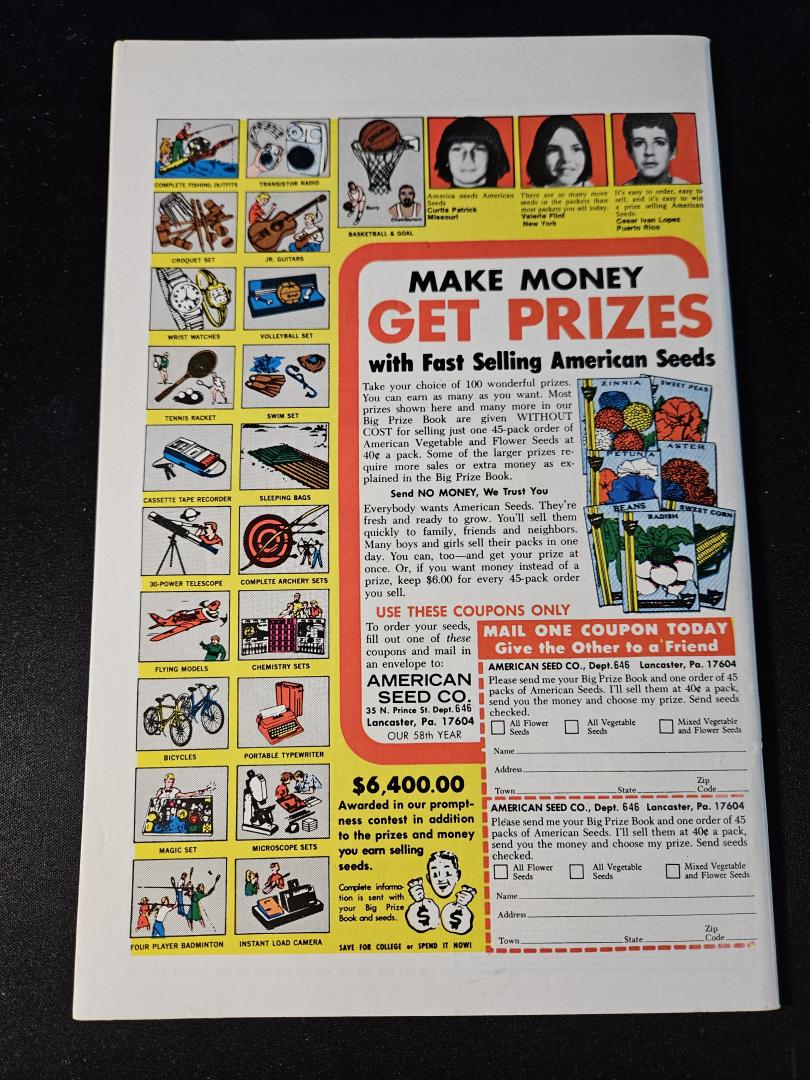 COMPLETE FISHING OUTFITS
TRANSISTOR RADIO
CROQUET SET
JR. GUITARS
WRIST WATCHES
VOLLEYBALL SET
TENNIS RACKET
SWIM SET
CASSETTE TAPE RECORDER
SLEEPING BAGS
30-POWER TELESCOPE
COMPLETE ARCHERY SETS
FLYING MODELS
CHEMISTRY SETS
BICYCLES
PORTABLE TYPEWRITER
MAGIC SET
MICROSCOPE SETS
FOUR PLAYER BADMINTON
INSTANT LOAD CAMERA
Barry
Chamberlain
BASKETBALL & GOAL
America needs American
Seeds
Curtis Patrick
Missouri
There are so many more
seeds in the packets than
most packets you sell today.
Valerie Flint
New York
It's easy to order, easy to
sell, and it's easy to win
a prize selling American
Seeds.
Cesar Ivan Lopez
Puerto Rico
MAKE MONEY
GET PRIZES
with Fast Selling American Seeds
Take your choice of 100 wonderful prizes.
You can earn as many as you want. Most
prizes shown here and many more in our
Big Prize Book are given WITHOUT
COST for selling just one 45-pack order of
American Vegetable and Flower Seeds at
40¢ a pack. Some of the larger prizes re-
quire more sales or extra money as ex-
plained in the Big Prize Book.
Send NO MONEY, We Trust You
Everybody wants American Seeds. They're
fresh and ready to grow. You'll sell them
quickly to family, friends and neighbors.
Many boys and girls sell their packs in one
day. You can, too—and get your prize at
once. Or, if you want money instead of a
prize, keep $6.00 for every 45-pack order
you sell.
ZINNIA
SWEET PEAS
PETUNIA
ASTER
BEANS
RADISH
SWEET CORN
USE THESE COUPONS ONLY
To order your seeds,
fill out one of these
coupons and mail in
an envelope to:
AMERICAN
SEED CO.
35 N. Prince St. Dept. 646
Lancaster, Pa. 17604
OUR 58th YEAR
$6,400.00
Awarded in our prompt-
ness contest in addition
to the prizes and money
you earn selling
seeds.
Complete informa-
tion is sent with
your Big Prize
Book and seeds.
$ $
SAVE FOR COLLEGE or SPEND IT NOW!
MAIL ONE COUPON TODAY
Give the Other to a Friend
AMERICAN SEED CO., Dept. 646 Lancaster, Pa. 17604
Please send me your Big Prize Book and one order of 45
packs of American Seeds. I'll sell them at 40¢ a pack,
send you the money and choose my prize. Send seeds
checked.
All Flower
Seeds
All Vegetable
Seeds
Mixed Vegetable
and Flower Seeds
Name
Address
Town State Zip Code
AMERICAN SEED CO., Dept. 646 Lancaster, Pa. 17604
Please send me your Big Prize Book and one order of 45
packs of American Seeds. I'll sell them at 40¢ a pack,
send you the money and choose my prize. Send seeds
checked.
All Flower
Seeds
All Vegetable
Seeds
Mixed Vegetable
and Flower Seeds
Name
Address
Town State Zip Code